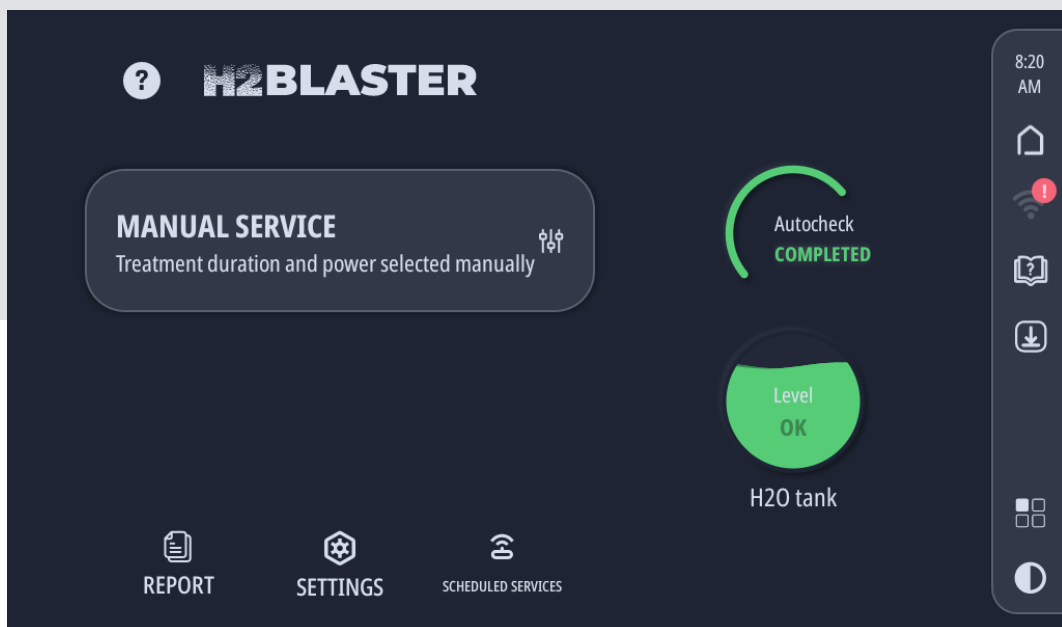 H2BLASTER
8:20
AM
MANUAL SERVICE
Treatment duration and power selected manually
Autocheck
COMPLETED
Level
OK
H2O tank
REPORT
SETTINGS
SCHEDULED SERVICES